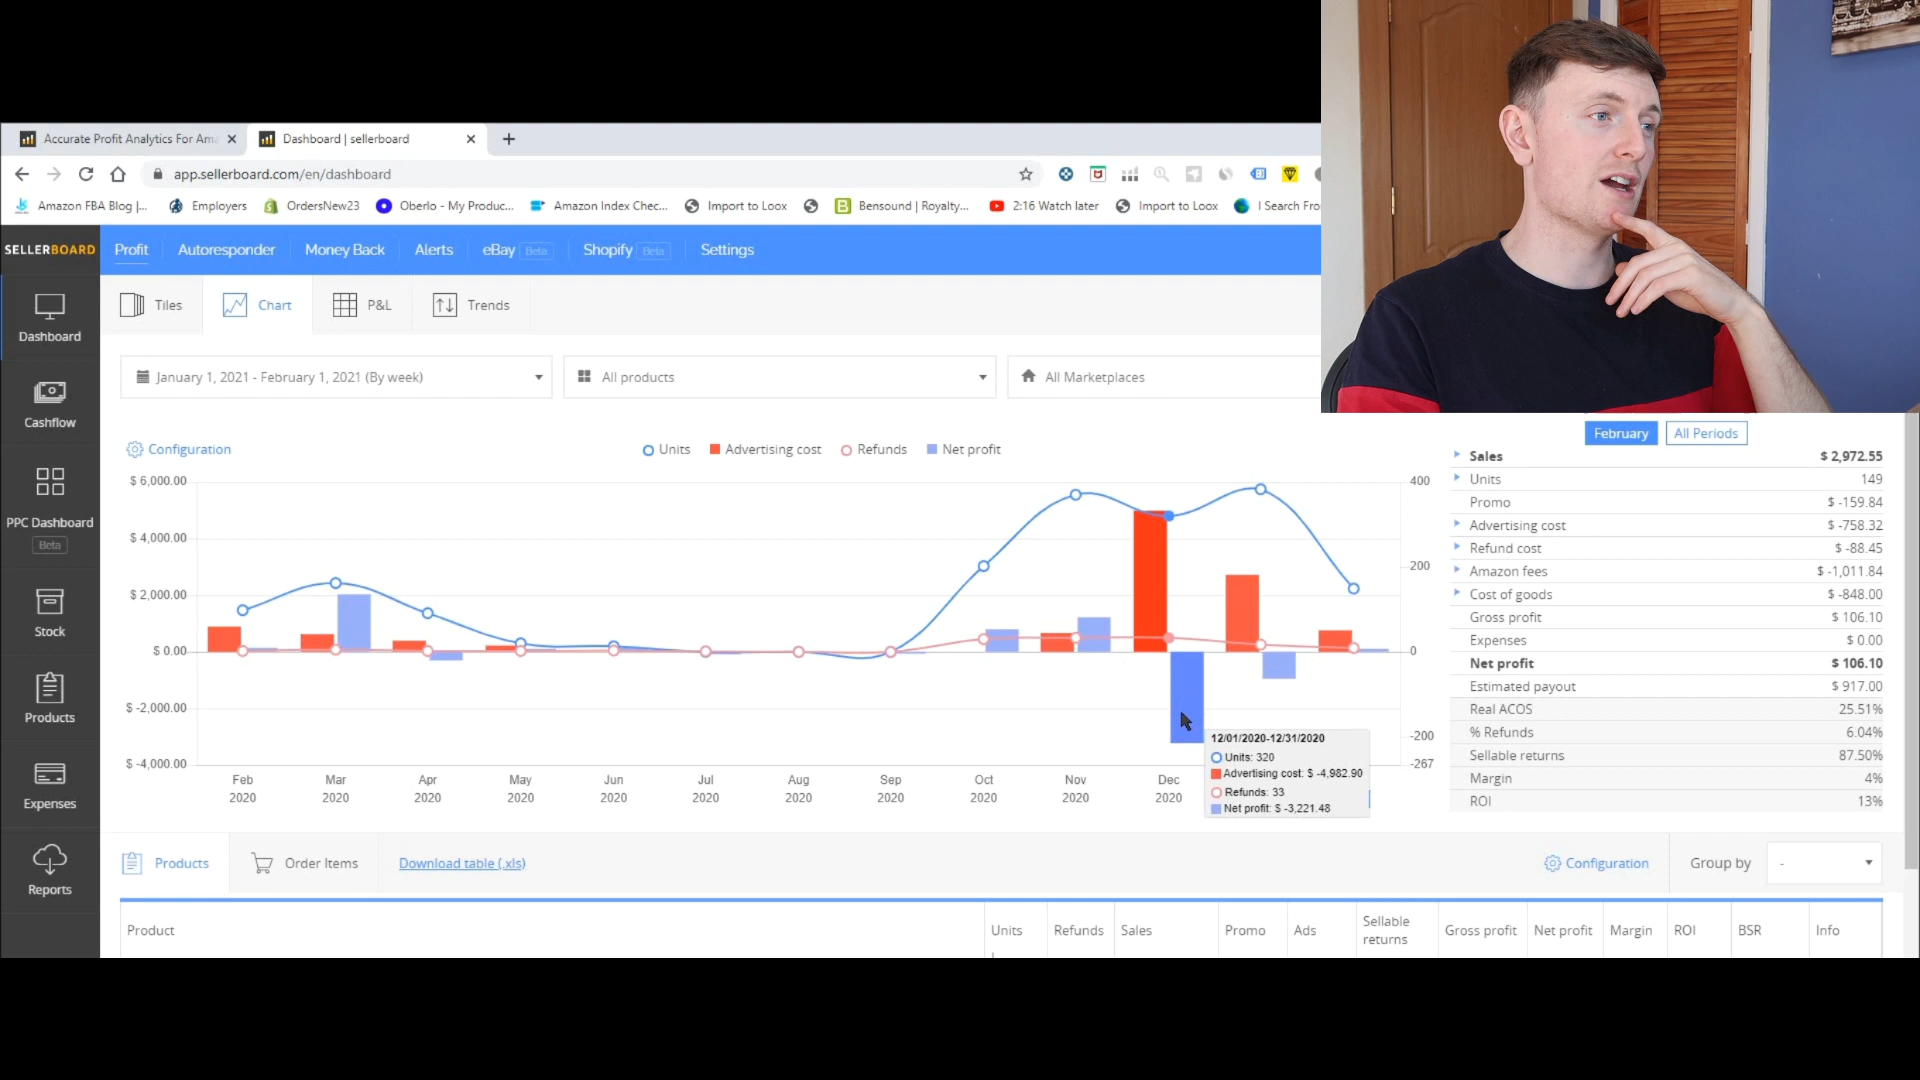 Accurate Profit Analytics For Ama
Dashboard | sellerboard
app.sellerboard.com/en/dashboard
Amazon FBA Blog |...
Employers
OrdersNew23
Oberlo - My Produc...
Amazon Index Chec...
Import to Loox
Bensound | Royalty...
2:16 Watch later
Import to Loox
I Search Fro
SELLERBOARD
Profit
Autoresponder
Money Back
Alerts
eBay Beta
Shopify Beta
Settings
Dashboard
Cashflow
PPC Dashboard
Beta
Stock
Products
Expenses
Reports
Tiles
Chart
P&L
Trends
January 1, 2021 - February 1, 2021 (By week)
All products
All Marketplaces
Configuration
Units
Advertising cost
Refunds
Net profit
$ 6,000.00
$ 4,000.00
$ 2,000.00
$ 0.00
$ -2,000.00
$ -4,000.00
400
200
0
-200
-267
Feb 2020
Mar 2020
Apr 2020
May 2020
Jun 2020
Jul 2020
Aug 2020
Sep 2020
Oct 2020
Nov 2020
Dec 2020
12/01/2020-12/31/2020
Units: 320
Advertising cost: $ -4,982.90
Refunds: 33
Net profit: $ -3,221.48
February
All Periods
Sales $ 2,972.55
Units 149
Promo $ -159.84
Advertising cost $ -758.32
Refund cost $ -88.45
Amazon fees $ -1,011.84
Cost of goods $ -848.00
Gross profit $ 106.10
Expenses $ 0.00
Net profit $ 106.10
Estimated payout $ 917.00
Real ACOS 25.51%
% Refunds 6.04%
Sellable returns 87.50%
Margin 4%
ROI 13%
Products
Order Items
Download table (.xls)
Configuration
Group by
-
Product
Units
Refunds
Sales
Promo
Ads
Sellable returns
Gross profit
Net profit
Margin
ROI
BSR
Info